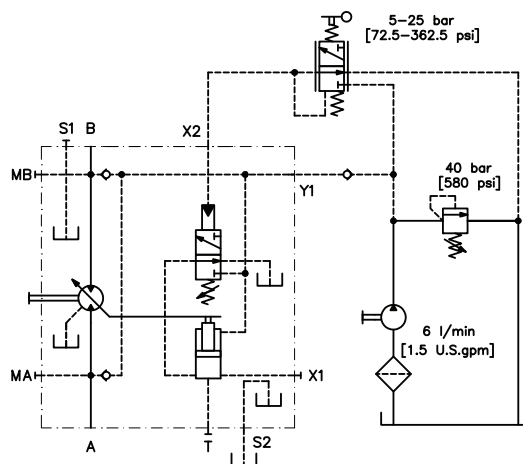 5-25 bar
[72.5-362.5 psi]
S1
B
X2
MB
Y1
40 bar
[580 psi]
6 l/min
[1.5 U.S.gpm]
MA
X1
A
T
S2